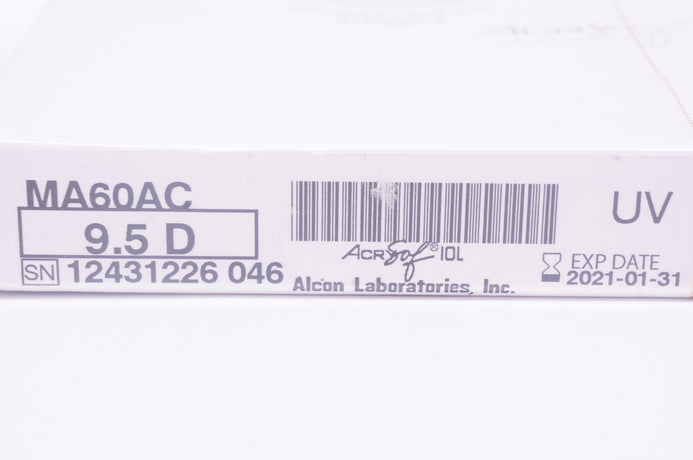 MA60AC
9.5 D
SN 12431226 046
ACRYSof® IOL
Alcon Laboratories, Inc.
UV
EXP DATE
2021-01-31